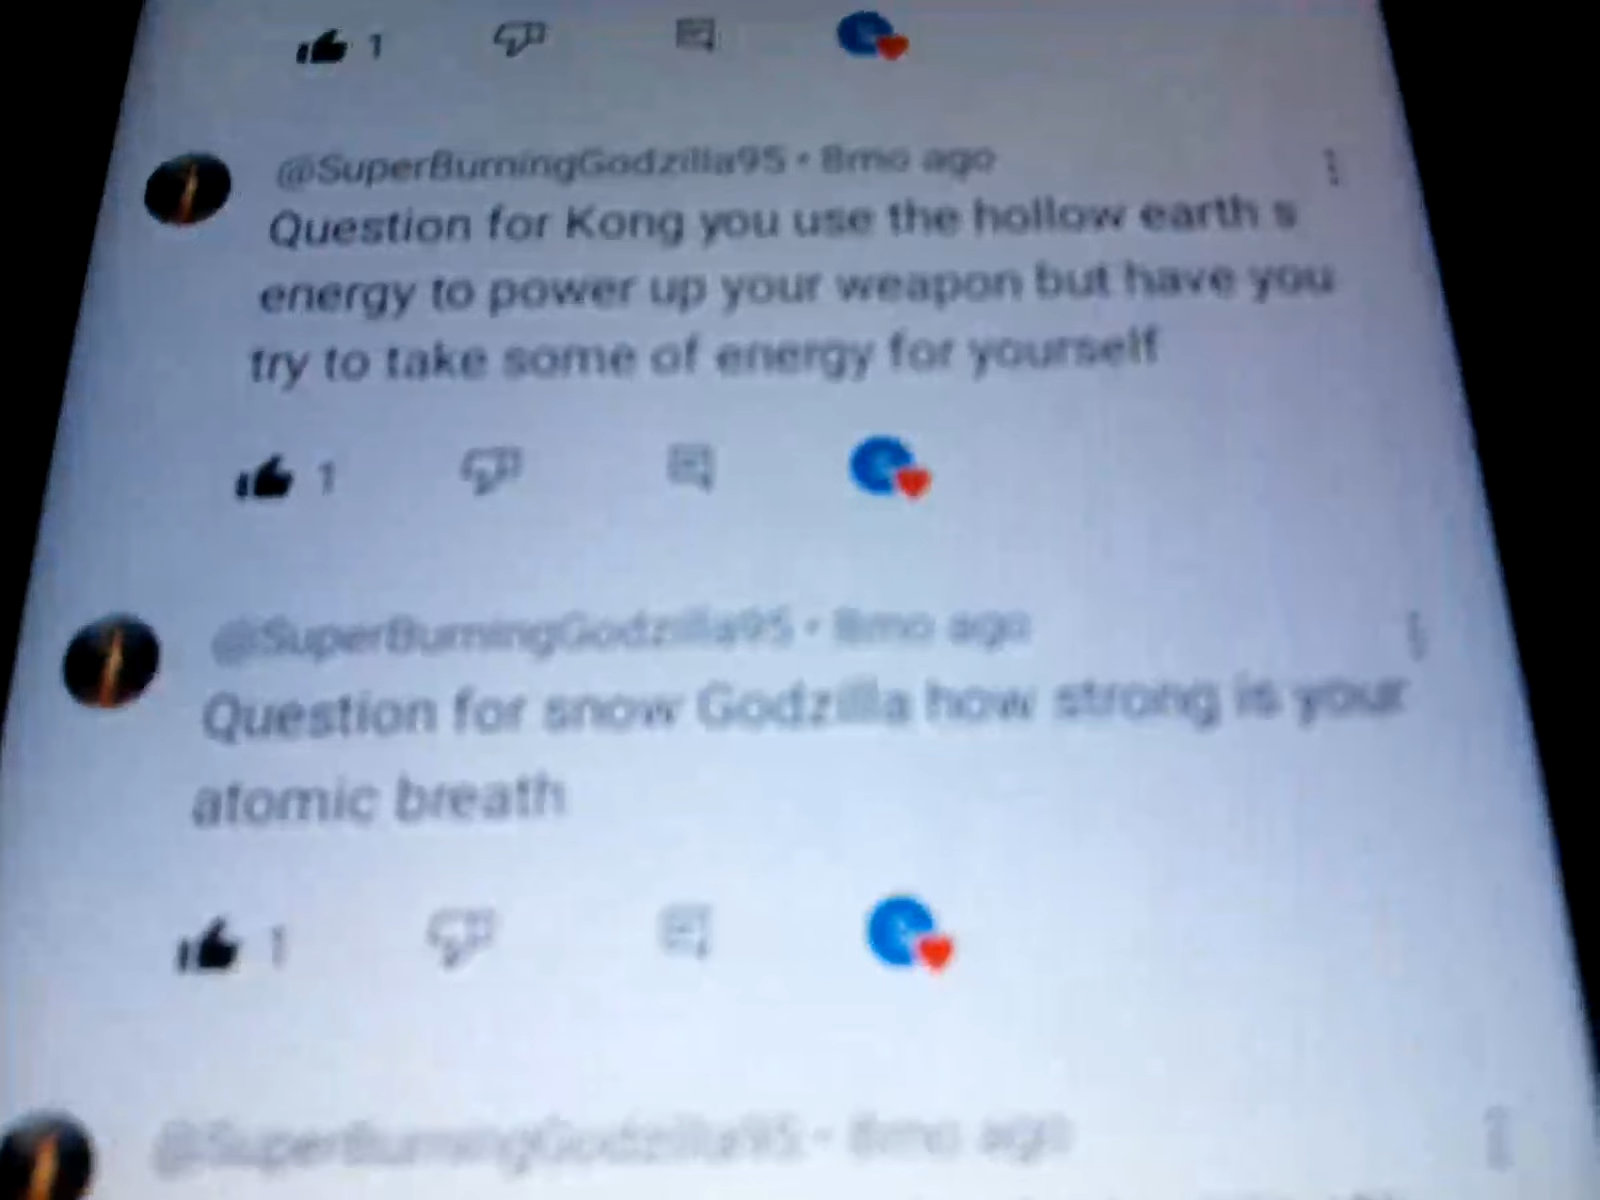 1
@SuperBurningGodzilla95 • 8mo ago
Question for Kong you use the hollow earth s
energy to power up your weapon but have you
try to take some of energy for yourself
1
@SuperBurningGodzilla95 • 8mo ago
Question for snow Godzilla how strong is your
atomic breath
1
@SuperBurningGodzilla95 • 8mo ago